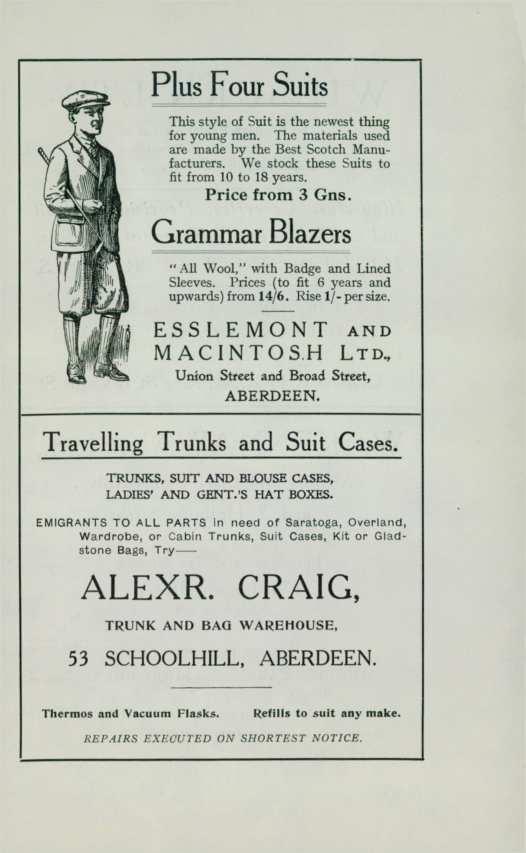 Plus Four Suits
This style of Suit is the newest thing
for young men. The materials used
are made by the Best Scotch Manu-
facturers. We stock these Suits to
fit from 10 to 18 years.
Price from 3 Gns.
Grammar Blazers
"All Wool," with Badge and Lined
Sleeves. Prices (to fit 6 years and
upwards) from 14/6. Rise 1/- per size.
ESSLEMONT AND
MACINTOSH LTD.,
Union Street and Broad Street,
ABERDEEN.
Travelling Trunks and Suit Cases.
TRUNKS, SUIT AND BLOUSE CASES,
LADIES' AND GENT.'S HAT BOXES.
EMIGRANTS TO ALL PARTS in need of Saratoga, Overland,
Wardrobe, or Cabin Trunks, Suit Cases, Kit or Glad-
stone Bags, Try——
ALEXR. CRAIG,
TRUNK AND BAG WAREHOUSE,
53 SCHOOLHILL, ABERDEEN.
Thermos and Vacuum Flasks. Refills to suit any make.
REPAIRS EXECUTED ON SHORTEST NOTICE.